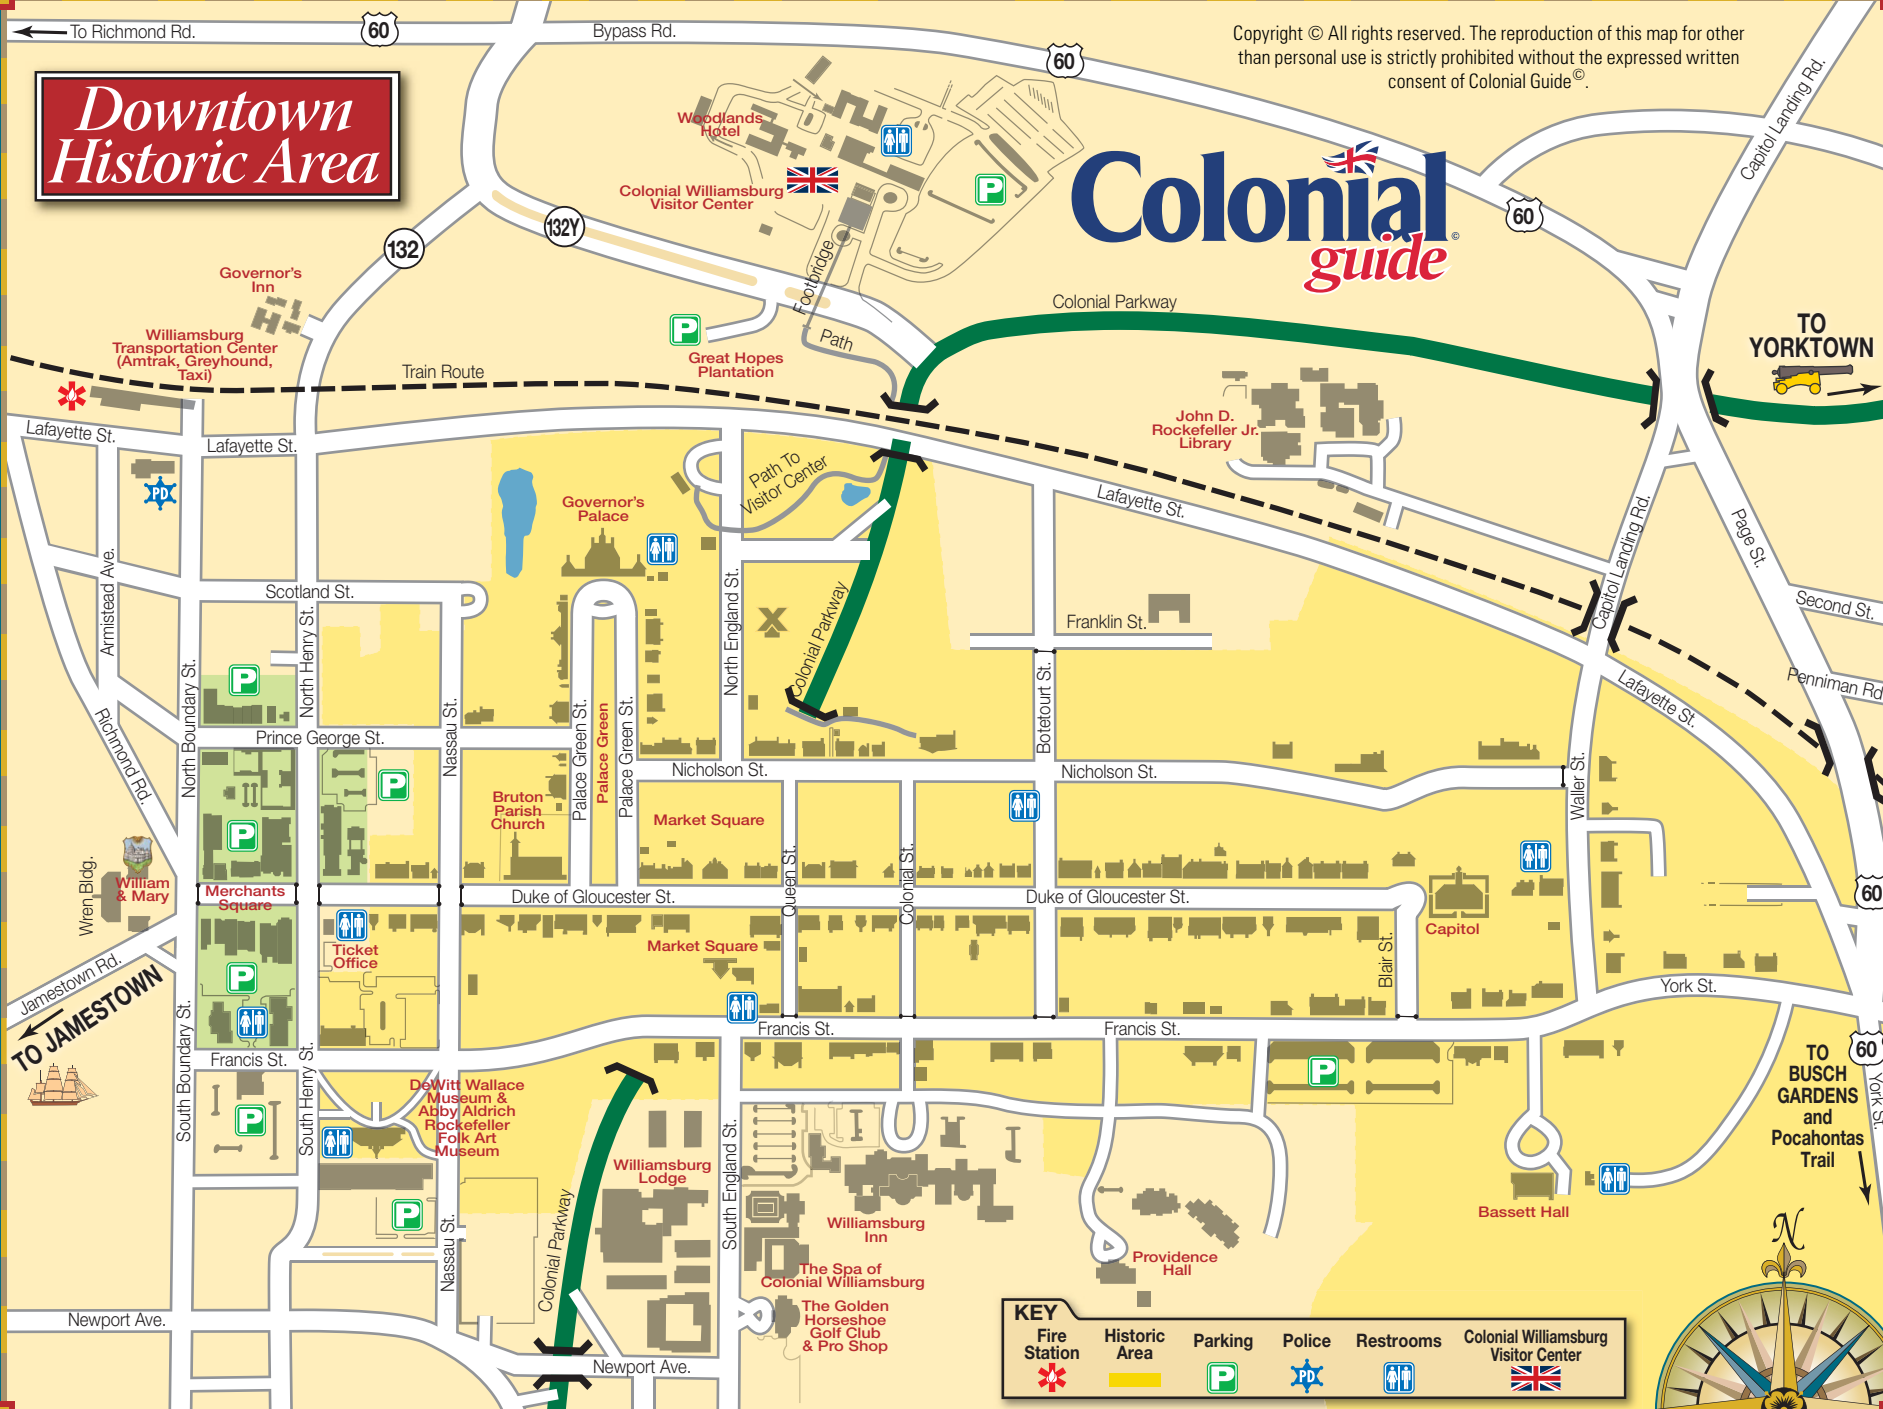 To Richmond Rd.
60
Bypass Rd.
60
Copyright © All rights reserved. The reproduction of this map for other
than personal use is strictly prohibited without the expressed written
consent of Colonial Guide©.
Downtown
Historic Area
Woodlands
Hotel
Colonial Williamsburg
Visitor Center
P
Colonial
guide
©
60
Capitol Landing Rd.
132Y
132
Footbridge
Governor's
Inn
Williamsburg
Transportation Center
(Amtrak, Greyhound,
Taxi)
P
Path
Great Hopes
Plantation
Colonial Parkway
TO
YORKTOWN
Train Route
John D.
Rockefeller Jr.
Library
Lafayette St.
Lafayette St.
PD
Path To
Visitor Center
Governor's
Palace
Lafayette St.
Capitol Landing Rd.
Page St.
Second St.
Penniman Rd
Armistead Ave.
Scotland St.
North Henry St.
North England St.
Colonial Parkway
Franklin St.
Botetourt St.
Lafayette St.
P
North Boundary St.
Richmond Rd.
Prince George St.
Nassau St.
Palace Green St.
Palace Green
Palace Green St.
Nicholson St.
Nicholson St.
Waller St.
P
P
Bruton
Parish
Church
Market Square
Queen St.
Colonial St.
Wren Bldg.
William
& Mary
Merchants
Square
Duke of Gloucester St.
Duke of Gloucester St.
60
Ticket
Office
Market Square
Capitol
Blair St.
Jamestown Rd.
TO JAMESTOWN
P
York St.
South Boundary St.
Francis St.
Francis St.
Francis St.
South Henry St.
P
DeWitt Wallace
Museum &
Abby Aldrich
Rockefeller
Folk Art
Museum
P
60
York St.
TO
BUSCH
GARDENS
and
Pocahontas
Trail
Williamsburg
Lodge
South England St.
Williamsburg
Inn
Bassett Hall
Providence
Hall
P
Nassau St.
Colonial Parkway
The Spa of
Colonial Williamsburg
The Golden
Horseshoe
Golf Club
& Pro Shop
Newport Ave.
Newport Ave.
N
KEY
Fire
Station
Historic
Area
Parking
P
Police
PD
Restrooms
Colonial Williamsburg
Visitor Center